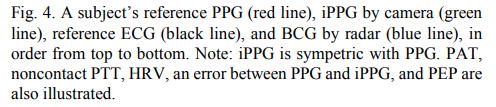 Fig. 4. A subject's reference PPG (red line), iPPG by camera (green
line), reference ECG (black line), and BCG by radar (blue line), in
order from top to bottom. Note: iPPG is sympetric with PPG. PAT,
noncontact PTT, HRV, an error between PPG and iPPG, and PEP are
also illustrated.